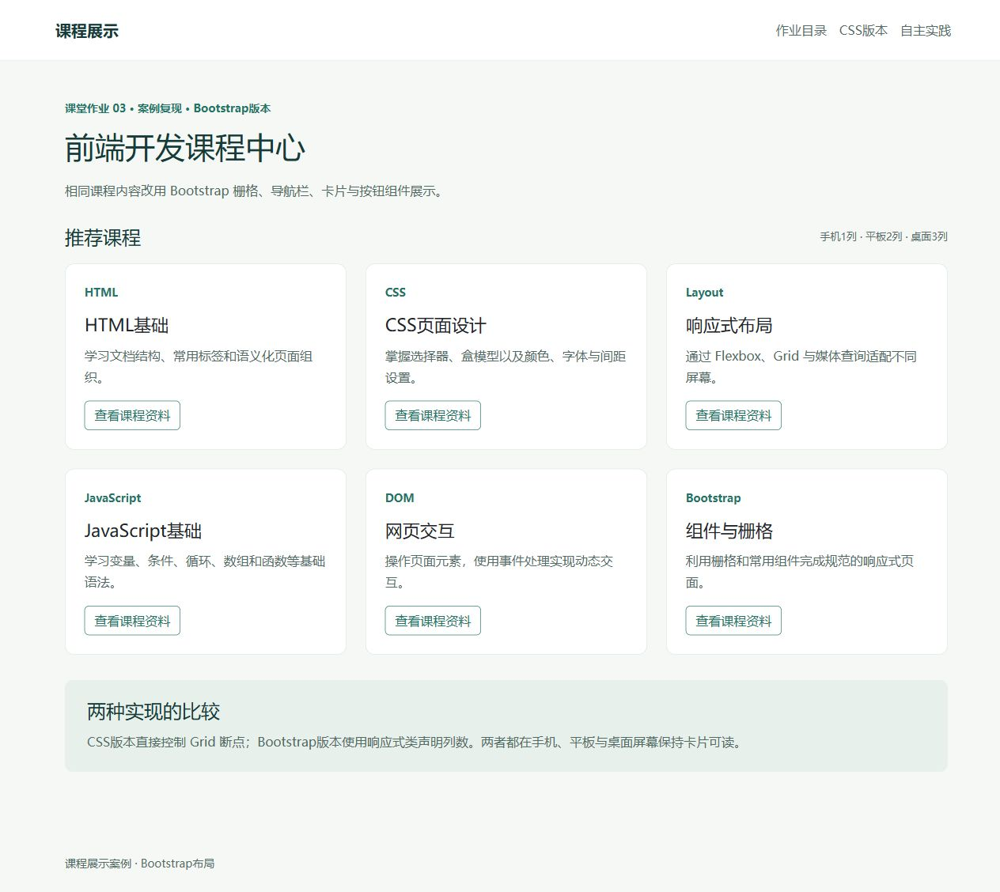 课程展示
作业目录 CSS版本 自主实践
课堂作业 03 • 案例复现 • Bootstrap版本
前端开发课程中心
相同课程内容改用 Bootstrap 栅格、导航栏、卡片与按钮组件展示。
推荐课程
手机1列 · 平板2列 · 桌面3列
HTML
HTML基础
学习文档结构、常用标签和语义化页面组
织。
查看课程资料
CSS
CSS页面设计
掌握选择器、盒模型以及颜色、字体与间距
设置。
查看课程资料
Layout
响应式布局
通过 Flexbox、Grid 与媒体查询适配不同
屏幕。
查看课程资料
JavaScript
JavaScript基础
学习变量、条件、循环、数组和函数等基础
语法。
查看课程资料
DOM
网页交互
操作页面元素，使用事件处理实现动态交
互。
查看课程资料
Bootstrap
组件与栅格
利用栅格和常用组件完成规范的响应式页
面。
查看课程资料
两种实现的比较
CSS版本直接控制 Grid 断点；Bootstrap版本使用响应式类声明列数。两者都在手机、平板与桌面屏幕保持卡片可读。
课程展示案例 · Bootstrap布局